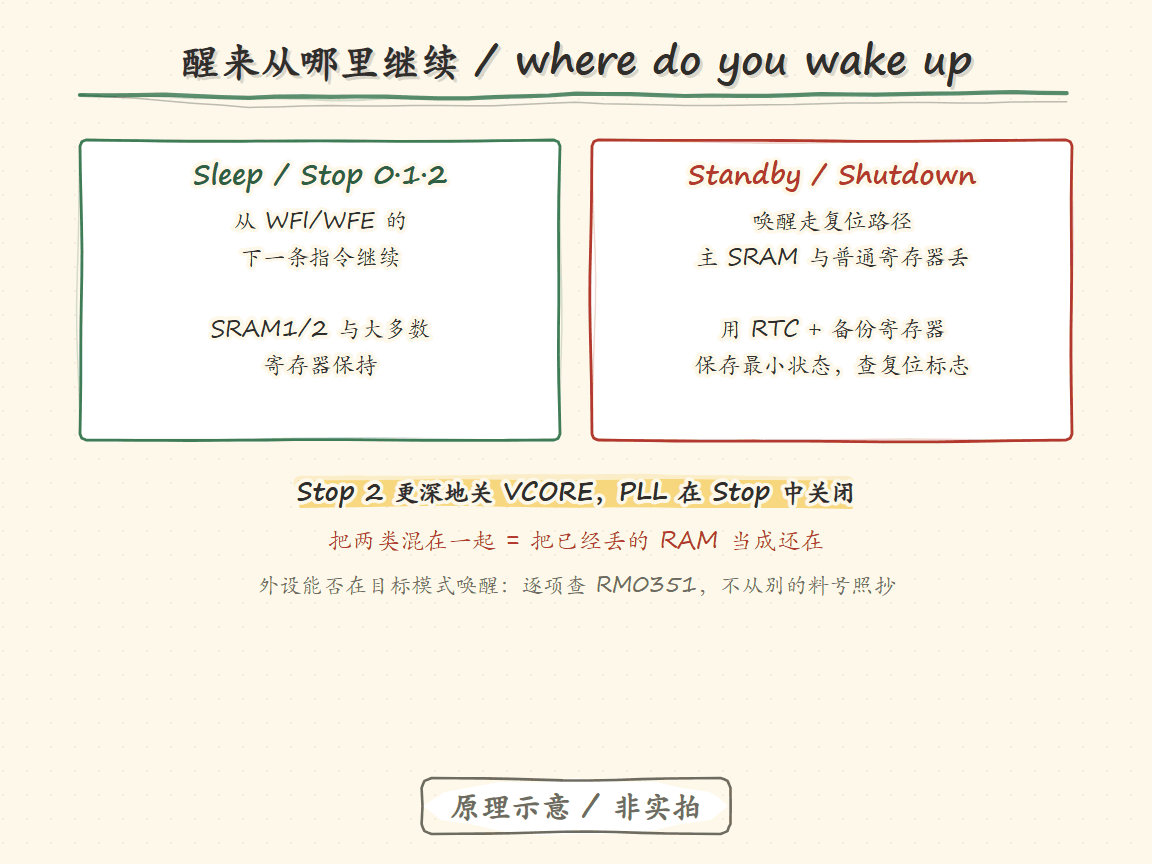 醒来从哪里继续 / where do you wake up
Sleep / Stop 0·1·2
从 WFI/WFE 的
下一条指令继续
SRAM1/2 与大多数
寄存器保持
Standby / Shutdown
唤醒走复位路径
主 SRAM 与普通寄存器丢
用 RTC + 备份寄存器
保存最小状态，查复位标志
Stop 2 更深地关 VCORE，PLL 在 Stop 中关闭
把两类混在一起 = 把已经丢的 RAM 当成还在
外设能否在目标模式唤醒：逐项查 RM0351，不从别的料号照抄
原理示意 / 非实拍